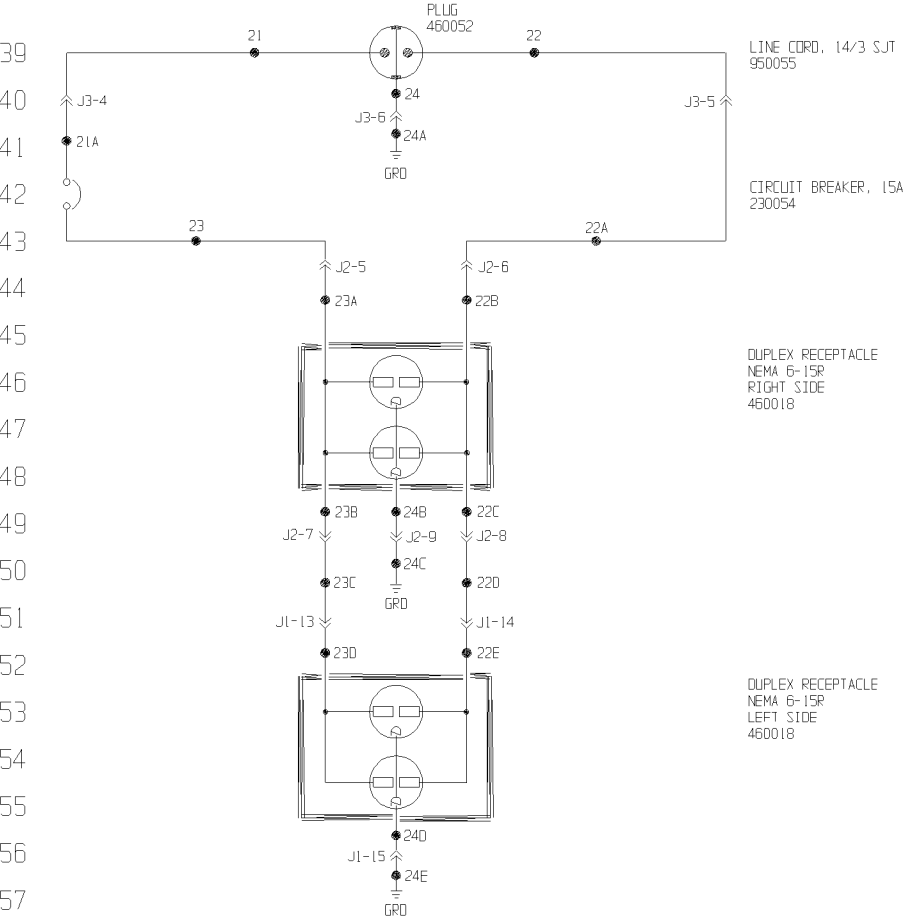 PLUG
460052
21
22
39
LINE CORD, 14/3 SJT
950055
40
J3-4
24
J3-5
J3-6
41
21A
24A
GRD
42
CIRCUIT BREAKER, 15A
230054
23
22A
43
J2-5
J2-6
44
23A
22B
45
DUPLEX RECEPTACLE
NEMA 6-15R
RIGHT SIDE
460018
46
47
48
23B
24B
22C
49
J2-7
J2-9
J2-8
50
24C
23C
22D
GRD
51
J1-13
J1-14
52
23D
22E
DUPLEX RECEPTACLE
NEMA 6-15R
LEFT SIDE
460018
53
54
55
24D
56
J1-15
24E
57
GRD